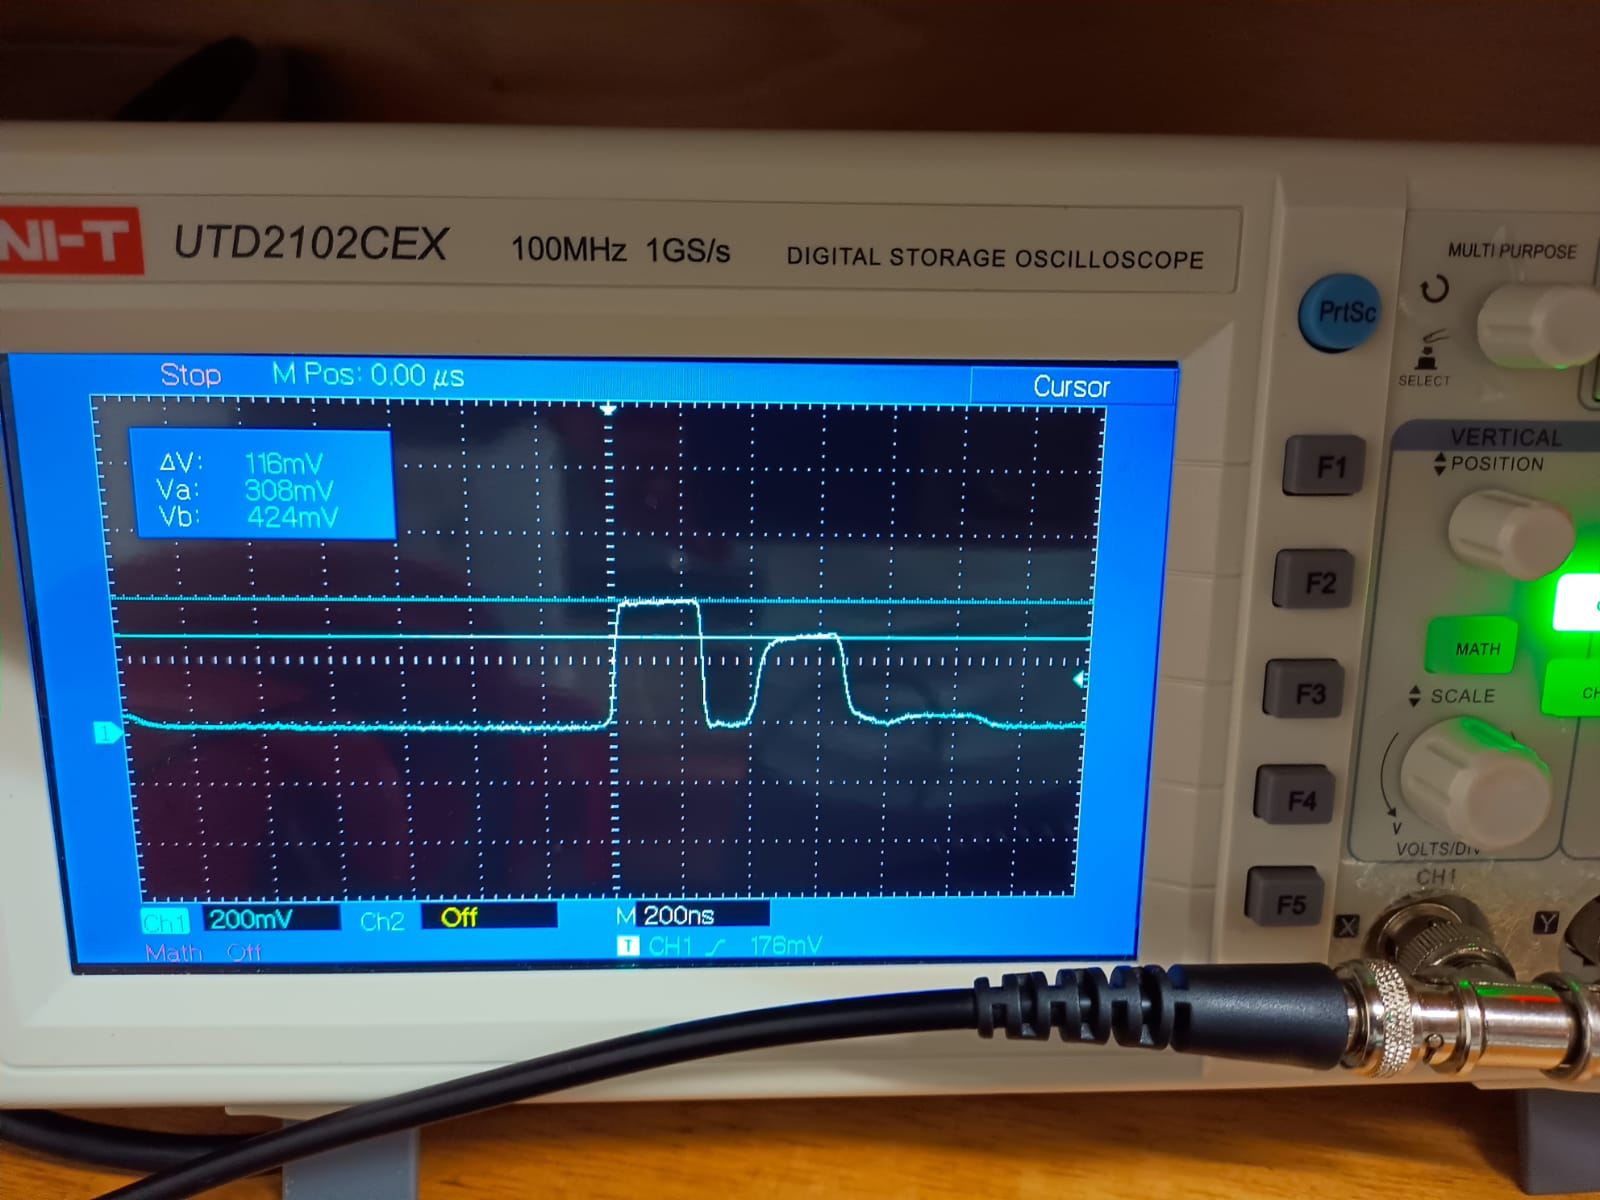 NI-T UTD2102CEX 100MHz 1GS/s DIGITAL STORAGE OSCILLOSCOPE
MULTI PURPOSE
PrtSc
SELECT
Stop M Pos: 0.00 µs Cursor
ΔV: 116mV
Va: 308mV
Vb: 424mV
1
Ch1 200mV Ch2 Off M 200ns
Math Off T CH1 176mV
F1
F2
F3
F4
F5
VERTICAL
POSITION
MATH
CH
SCALE
V
VOLTS/DIV
CH1
X
Y